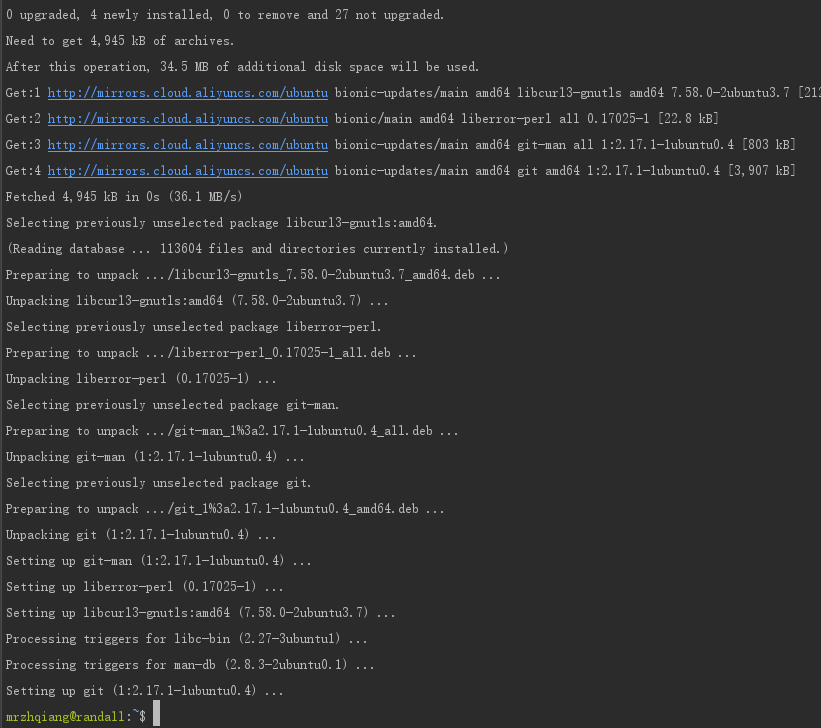 0 upgraded, 4 newly installed, 0 to remove and 27 not upgraded.
Need to get 4,945 kB of archives.
After this operation, 34.5 MB of additional disk space will be used.
Get:1 http://mirrors.cloud.aliyuncs.com/ubuntu bionic-updates/main amd64 libcurl3-gnutls amd64 7.58.0-2ubuntu3.7 [212
Get:2 http://mirrors.cloud.aliyuncs.com/ubuntu bionic/main amd64 liberror-perl all 0.17025-1 [22.8 kB]
Get:3 http://mirrors.cloud.aliyuncs.com/ubuntu bionic-updates/main amd64 git-man all 1:2.17.1-1ubuntu0.4 [803 kB]
Get:4 http://mirrors.cloud.aliyuncs.com/ubuntu bionic-updates/main amd64 git amd64 1:2.17.1-1ubuntu0.4 [3,907 kB]
Fetched 4,945 kB in 0s (36.1 MB/s)
Selecting previously unselected package libcurl3-gnutls:amd64.
(Reading database ... 113604 files and directories currently installed.)
Preparing to unpack .../libcurl3-gnutls_7.58.0-2ubuntu3.7_amd64.deb ...
Unpacking libcurl3-gnutls:amd64 (7.58.0-2ubuntu3.7) ...
Selecting previously unselected package liberror-perl.
Preparing to unpack .../liberror-perl_0.17025-1_all.deb ...
Unpacking liberror-perl (0.17025-1) ...
Selecting previously unselected package git-man.
Preparing to unpack .../git-man_1%3a2.17.1-1ubuntu0.4_all.deb ...
Unpacking git-man (1:2.17.1-1ubuntu0.4) ...
Selecting previously unselected package git.
Preparing to unpack .../git_1%3a2.17.1-1ubuntu0.4_amd64.deb ...
Unpacking git (1:2.17.1-1ubuntu0.4) ...
Setting up git-man (1:2.17.1-1ubuntu0.4) ...
Setting up liberror-perl (0.17025-1) ...
Setting up libcurl3-gnutls:amd64 (7.58.0-2ubuntu3.7) ...
Processing triggers for libc-bin (2.27-3ubuntu1) ...
Processing triggers for man-db (2.8.3-2ubuntu0.1) ...
Setting up git (1:2.17.1-1ubuntu0.4) ...
mrzhqiang@randall:~$